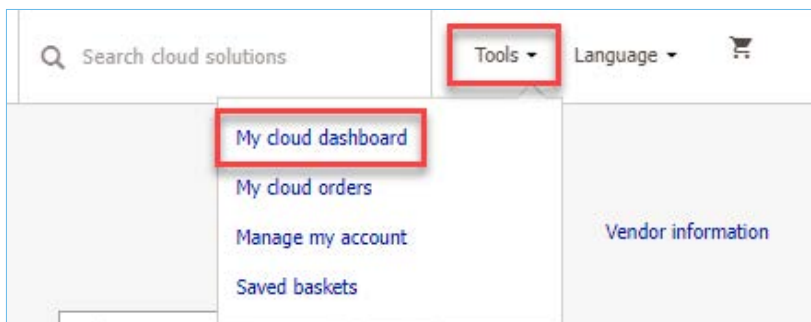 Search cloud solutions
Tools
Language
My cloud dashboard
My cloud orders
Manage my account
Vendor information
Saved baskets